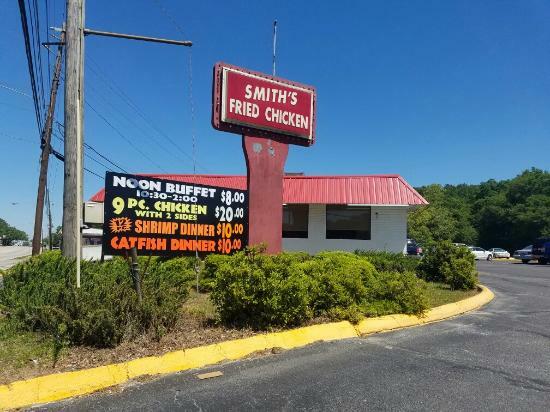 SMITH'S
FRIED CHICKEN
NOON BUFFET $8.00
10:30-2:00
9 PC. CHICKEN $20.00
WITH 2 SIDES
SHRIMP DINNER $10.00
CATFISH DINNER $10.00